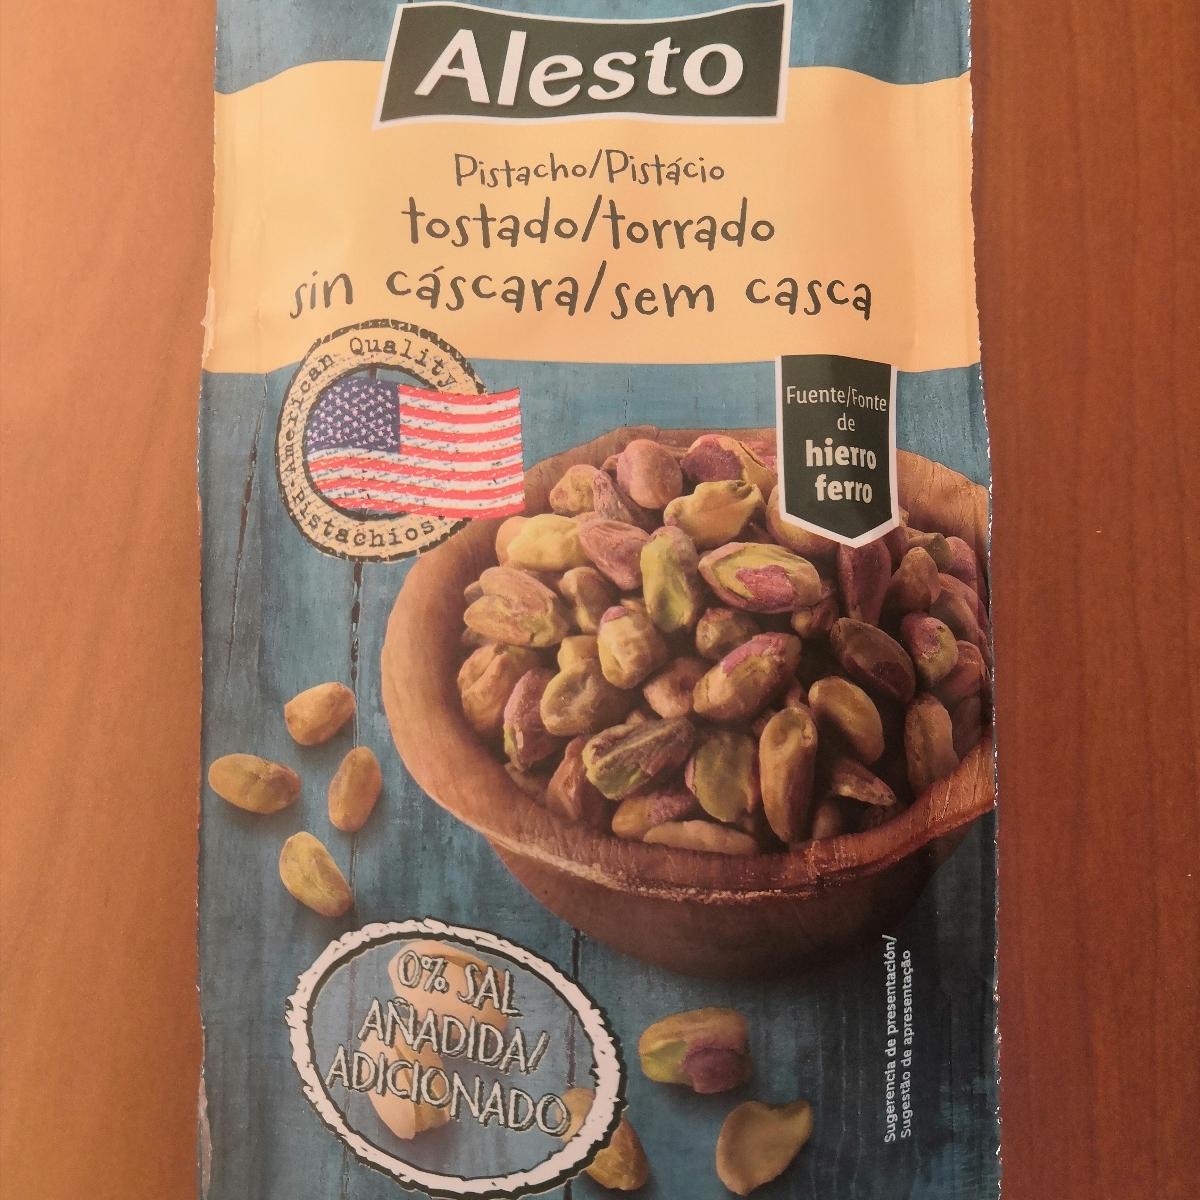 Alesto
Pistacho/Pistácio
tostado/torrado
sin cáscara/sem casca
American Quality
Pistachios
Fuente/Fonte
de
hierro
ferro
0% SAL
AÑADIDA/
ADICIONADO
Sugerencia de presentación/
Sugestão de apresentação